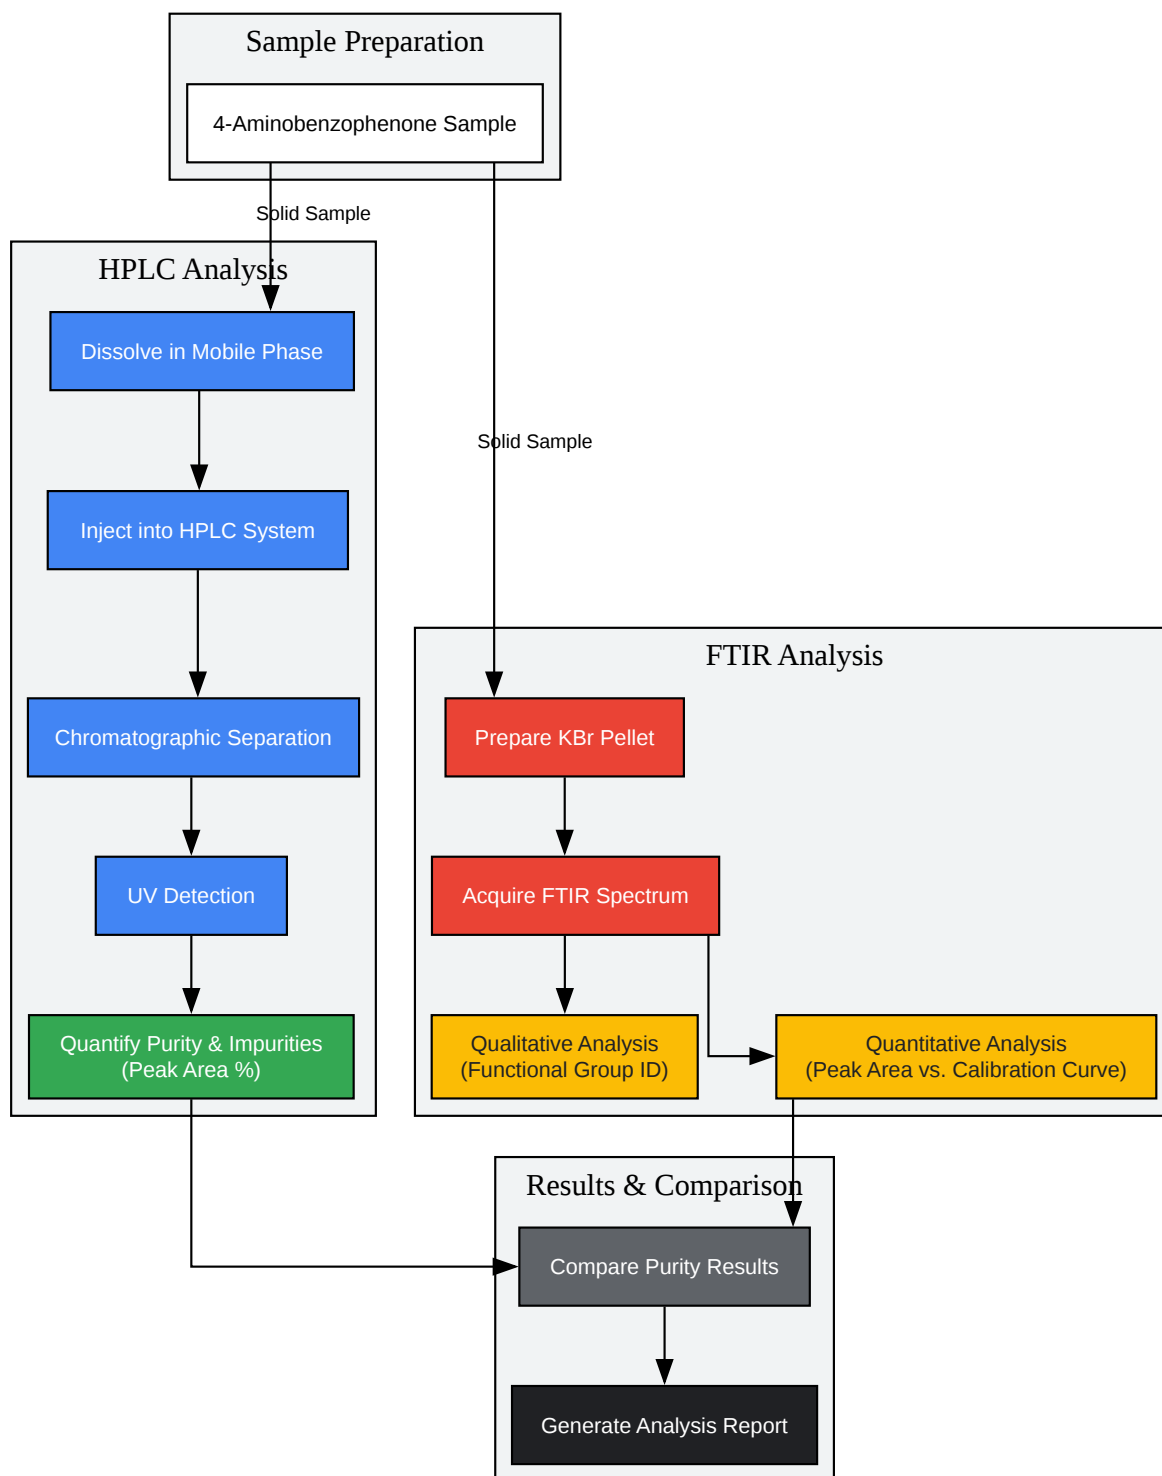 Sample Preparation
4-Aminobenzophenone Sample
Solid Sample
HPLC Analysis
Dissolve in Mobile Phase
Solid Sample
Inject into HPLC System
FTIR Analysis
Chromatographic Separation
Prepare KBr Pellet
UV Detection
Acquire FTIR Spectrum
Quantify Purity & Impurities
(Peak Area %)
Qualitative Analysis
(Functional Group ID)
Quantitative Analysis
(Peak Area vs. Calibration Curve)
Results & Comparison
Compare Purity Results
Generate Analysis Report